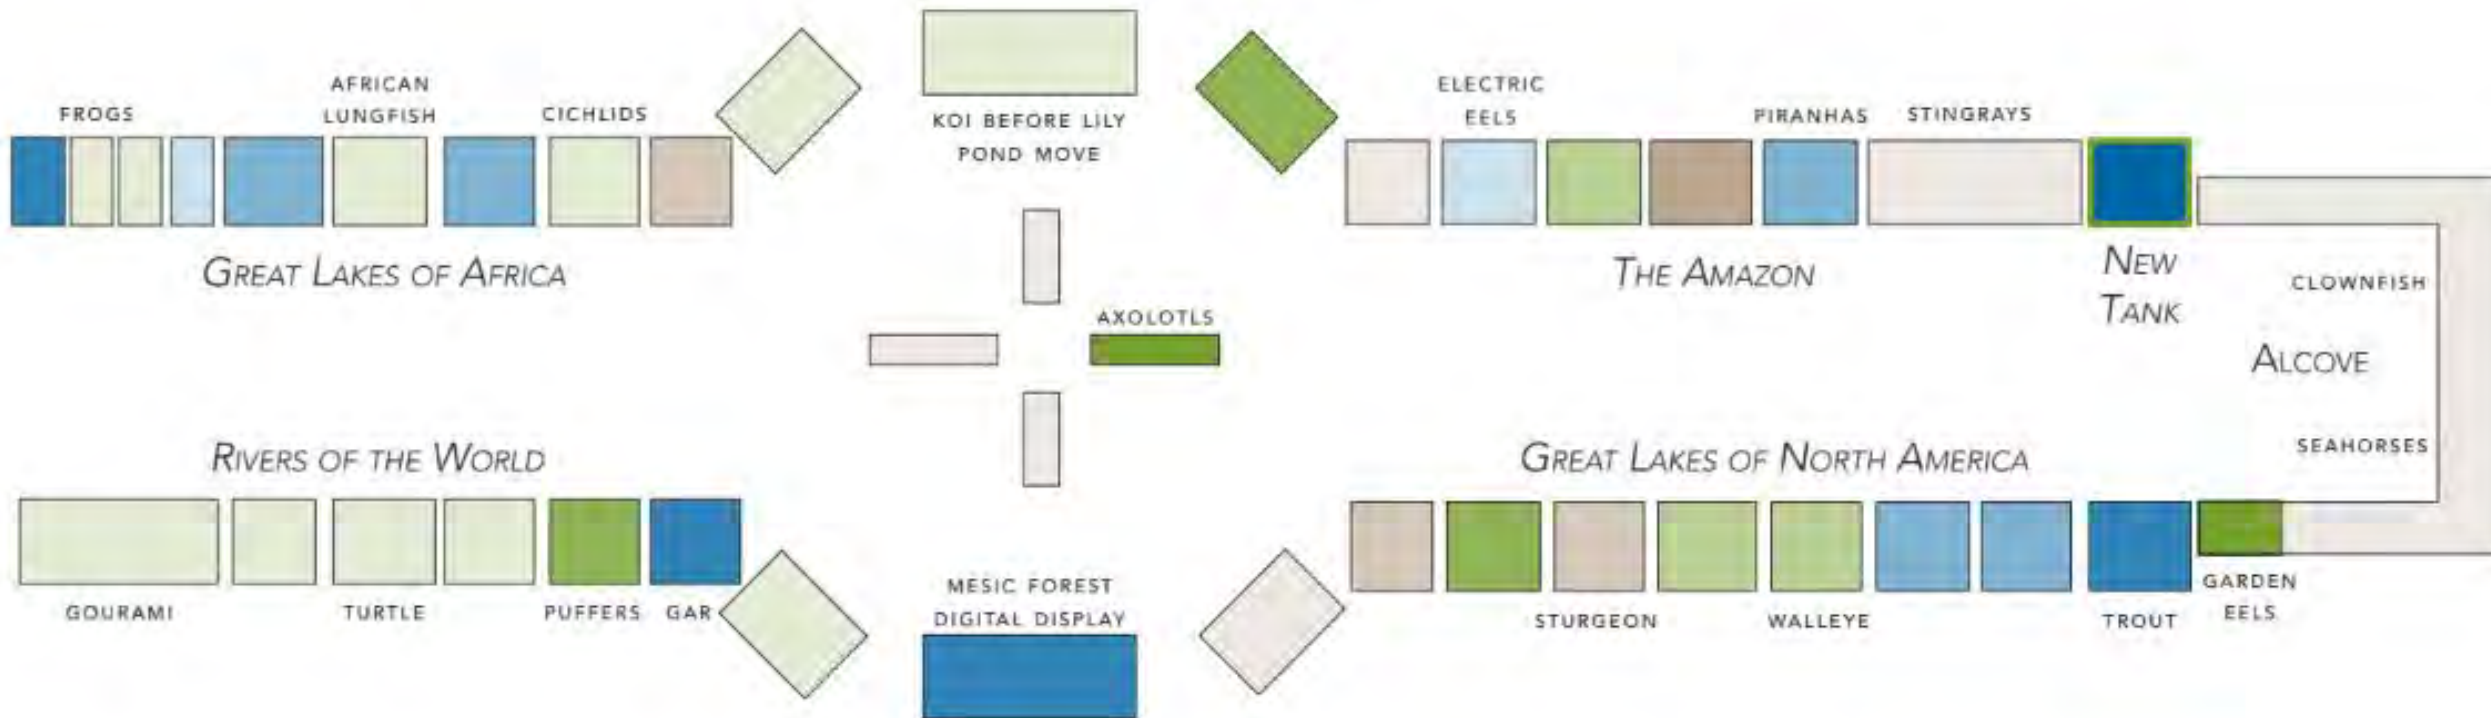 FROGS
AFRICAN
LUNGFISH
CICHLIDS
KOI BEFORE LILY
POND MOVE
ELECTRIC
EELS
PIRANHAS
STINGRAYS
GREAT LAKES OF AFRICA
THE AMAZON
NEW
TANK
CLOWNFISH
AXOLOTLS
ALCOVE
SEAHORSES
RIVERS OF THE WORLD
GREAT LAKES OF NORTH AMERICA
GOURAMI
TURTLE
PUFFERS
GAR
MESIC FOREST
DIGITAL DISPLAY
STURGEON
WALLEYE
TROUT
GARDEN
EELS